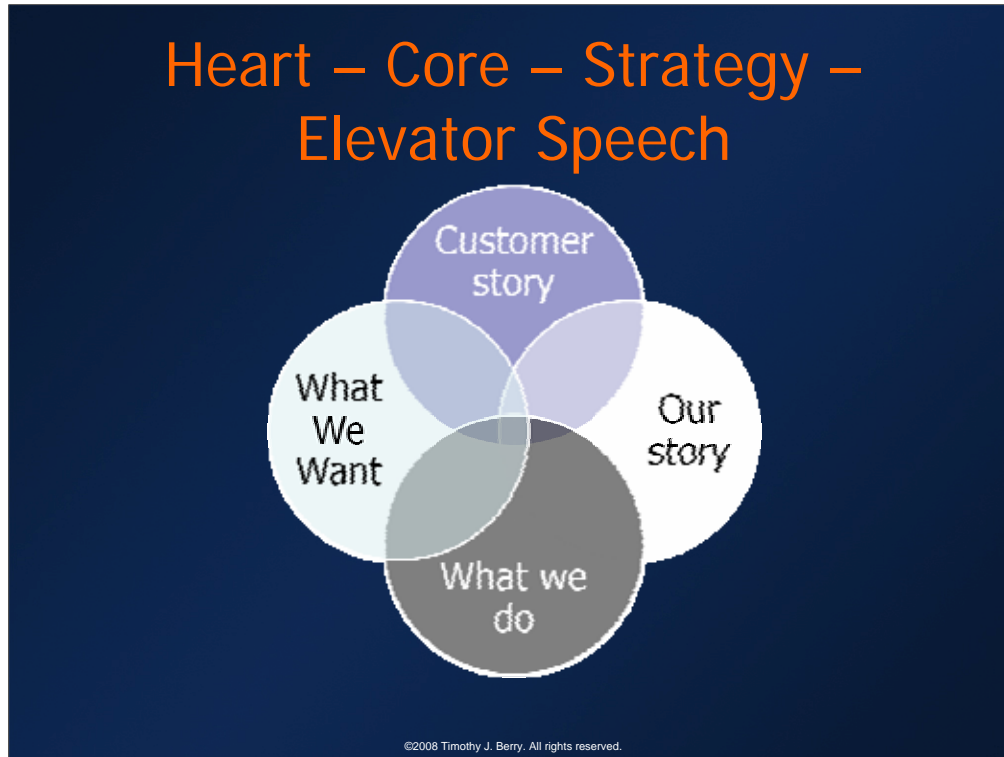 Heart – Core – Strategy –
Elevator Speech
Customer
story
What
We
Want
Our
story
What we
do
©2008 Timothy J. Berry. All rights reserved.